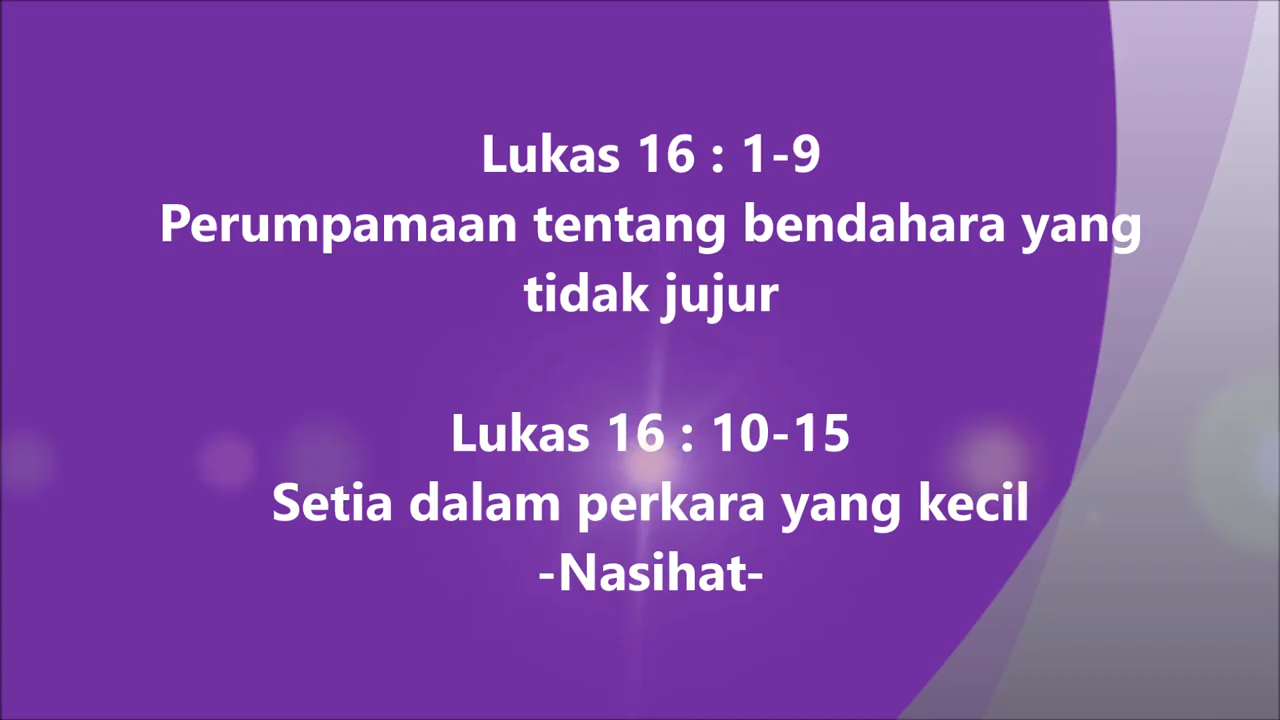 Lukas 16 : 1-9
Perumpamaan tentang bendahara yang
tidak jujur
Lukas 16 : 10-15
Setia dalam perkara yang kecil
-Nasihat-